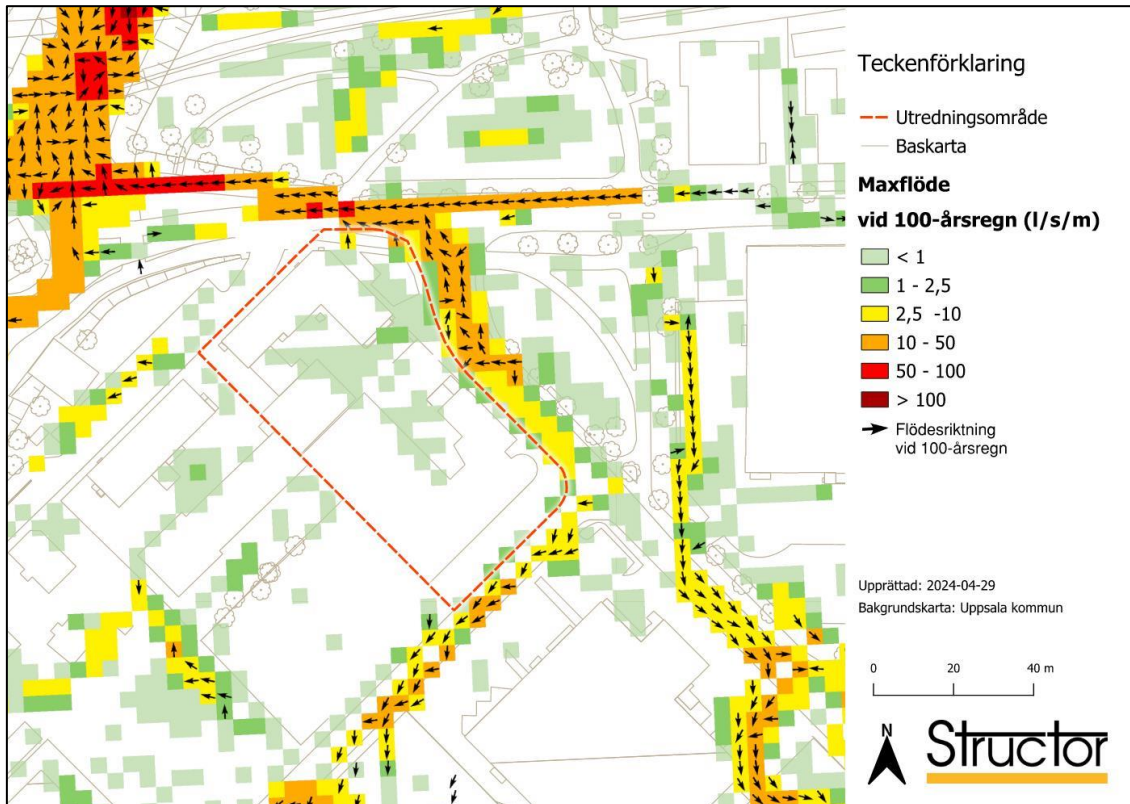 Teckenförklaring
Utredningsområde
Baskarta
Maxflöde
vid 100-årsregn (l/s/m)
< 1
1 - 2,5
2,5 -10
10 - 50
50 - 100
> 100
Flödesriktning
vid 100-årsregn
Upprättad: 2024-04-29
Bakgrundskarta: Uppsala kommun
0 20 40 m
N
Structor